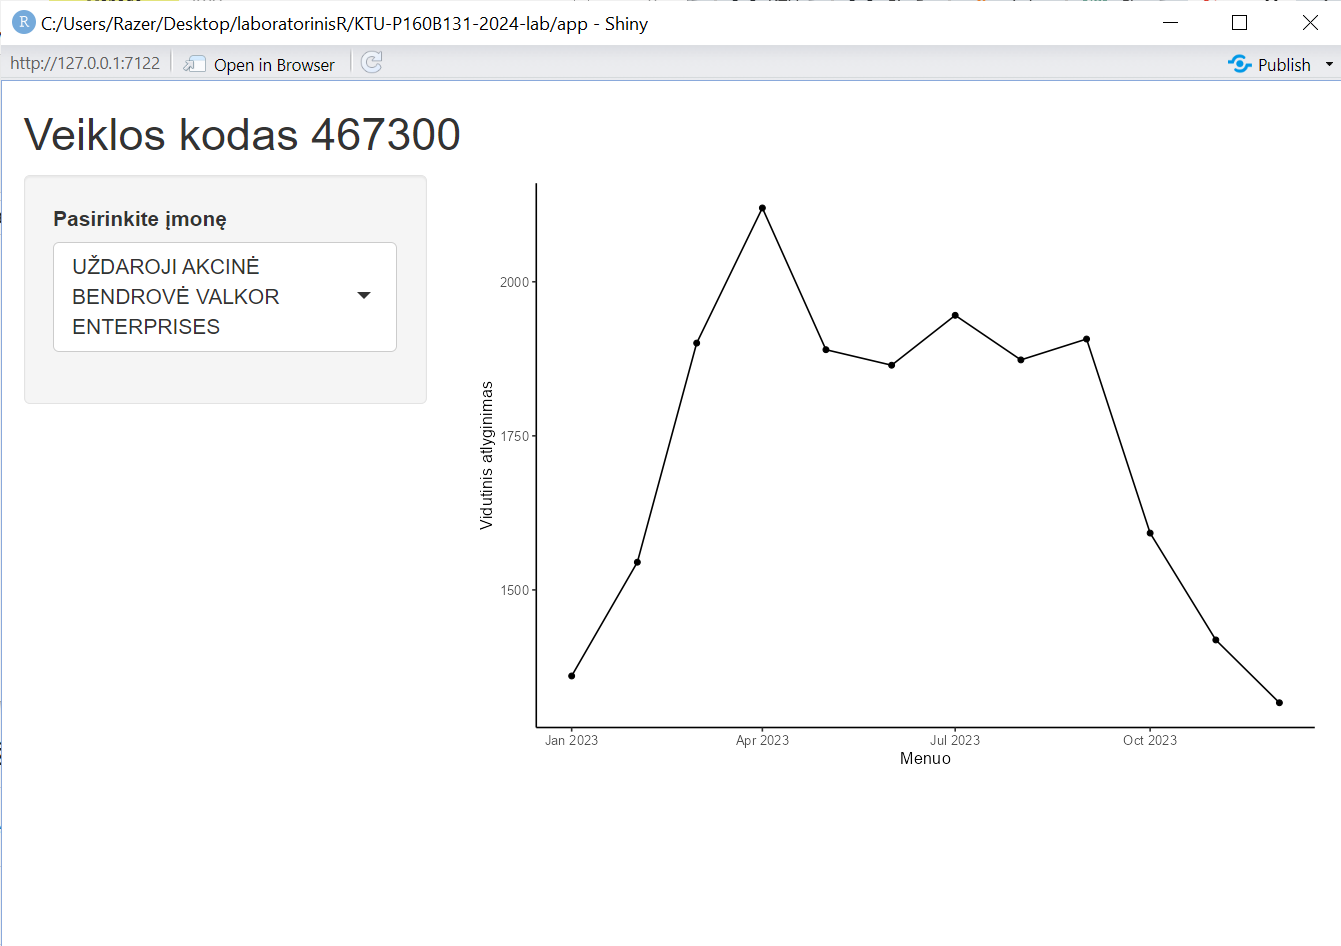 C:/Users/Razer/Desktop/laboratorinisR/KTU-P160B131-2024-lab/app - Shiny
http://127.0.0.1:7122
Open in Browser
Publish
Veiklos kodas 467300
Pasirinkite įmonę
UŽDAROJI AKCINĖ
BENDROVĖ VALKOR
ENTERPRISES
Vidutinis atlyginimas
2000
1750
1500
Jan 2023
Apr 2023
Jul 2023
Oct 2023
Menuo